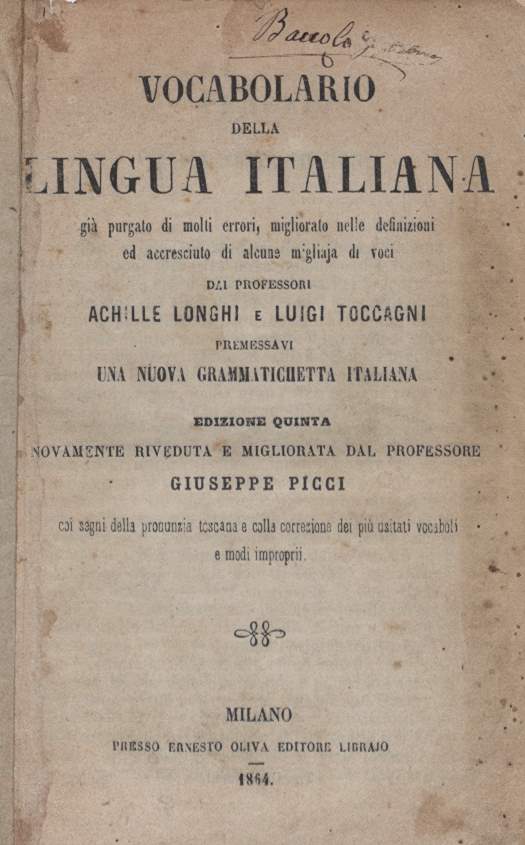 VOCABOLARIO
DELLA
LINGUA ITALIANA
già purgato di molti errori, migliorato nelle definizioni
ed accresciuto di alcune migliaja di voci
DAI PROFESSORI
ACHILLE LONGHI E LUIGI TOCCAGNI
PREMESSAVI
UNA NUOVA GRAMMATICHETTA ITALIANA
EDIZIONE QUINTA
NOVAMENTE RIVEDUTA E MIGLIORATA DAL PROFESSORE
GIUSEPPE PICCI
coi segni della pronunzia toscana e colla correzione dei più usitati vocaboli
e modi improprii.
MILANO
PRESSO ERNESTO OLIVA EDITORE LIBRAJO
1864.